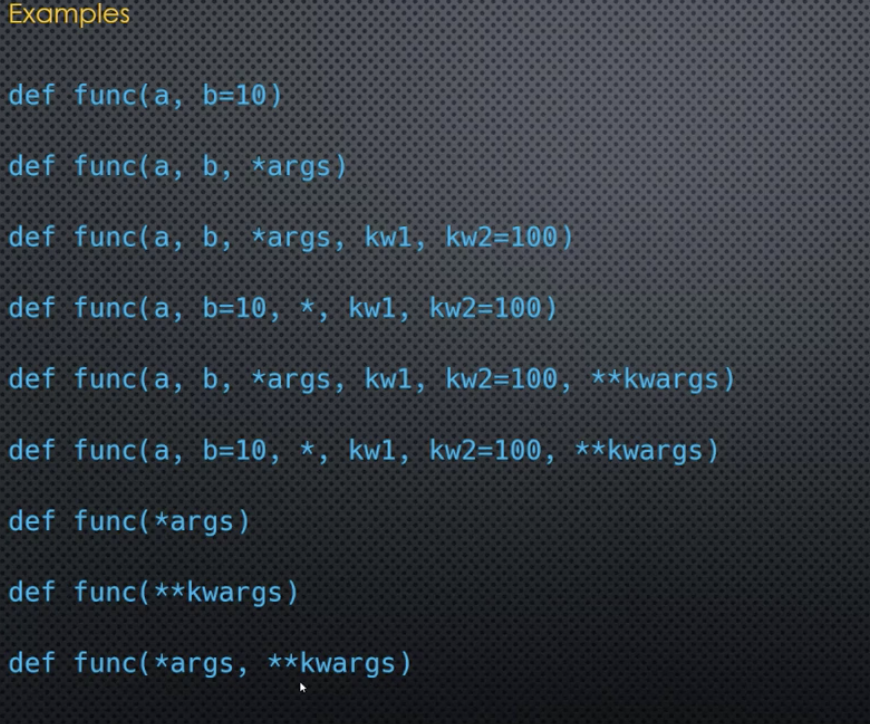 Examples
def func(a, b=10)
def func(a, b, *args)
def func(a, b, *args, kw1, kw2=100)
def func(a, b=10, *, kw1, kw2=100)
def func(a, b, *args, kw1, kw2=100, **kwargs)
def func(a, b=10, *, kw1, kw2=100, **kwargs)
def func(*args)
def func(**kwargs)
def func(*args, **kwargs)